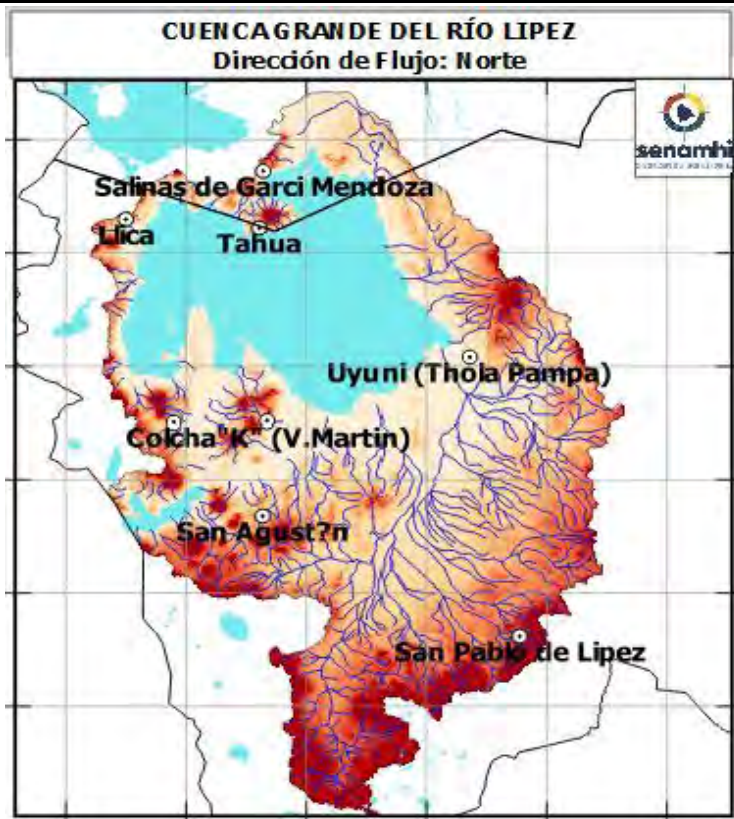 CUENCA GRANDE DEL RÍO LIPEZ
Dirección de Flujo: Norte
senamhi
Salinas de Garci Mendoza
Llica
Tahua
Uyuni (Thola Pampa)
Colcha"K" (V.Martin)
San Agust?n
San Pablo de Lipez